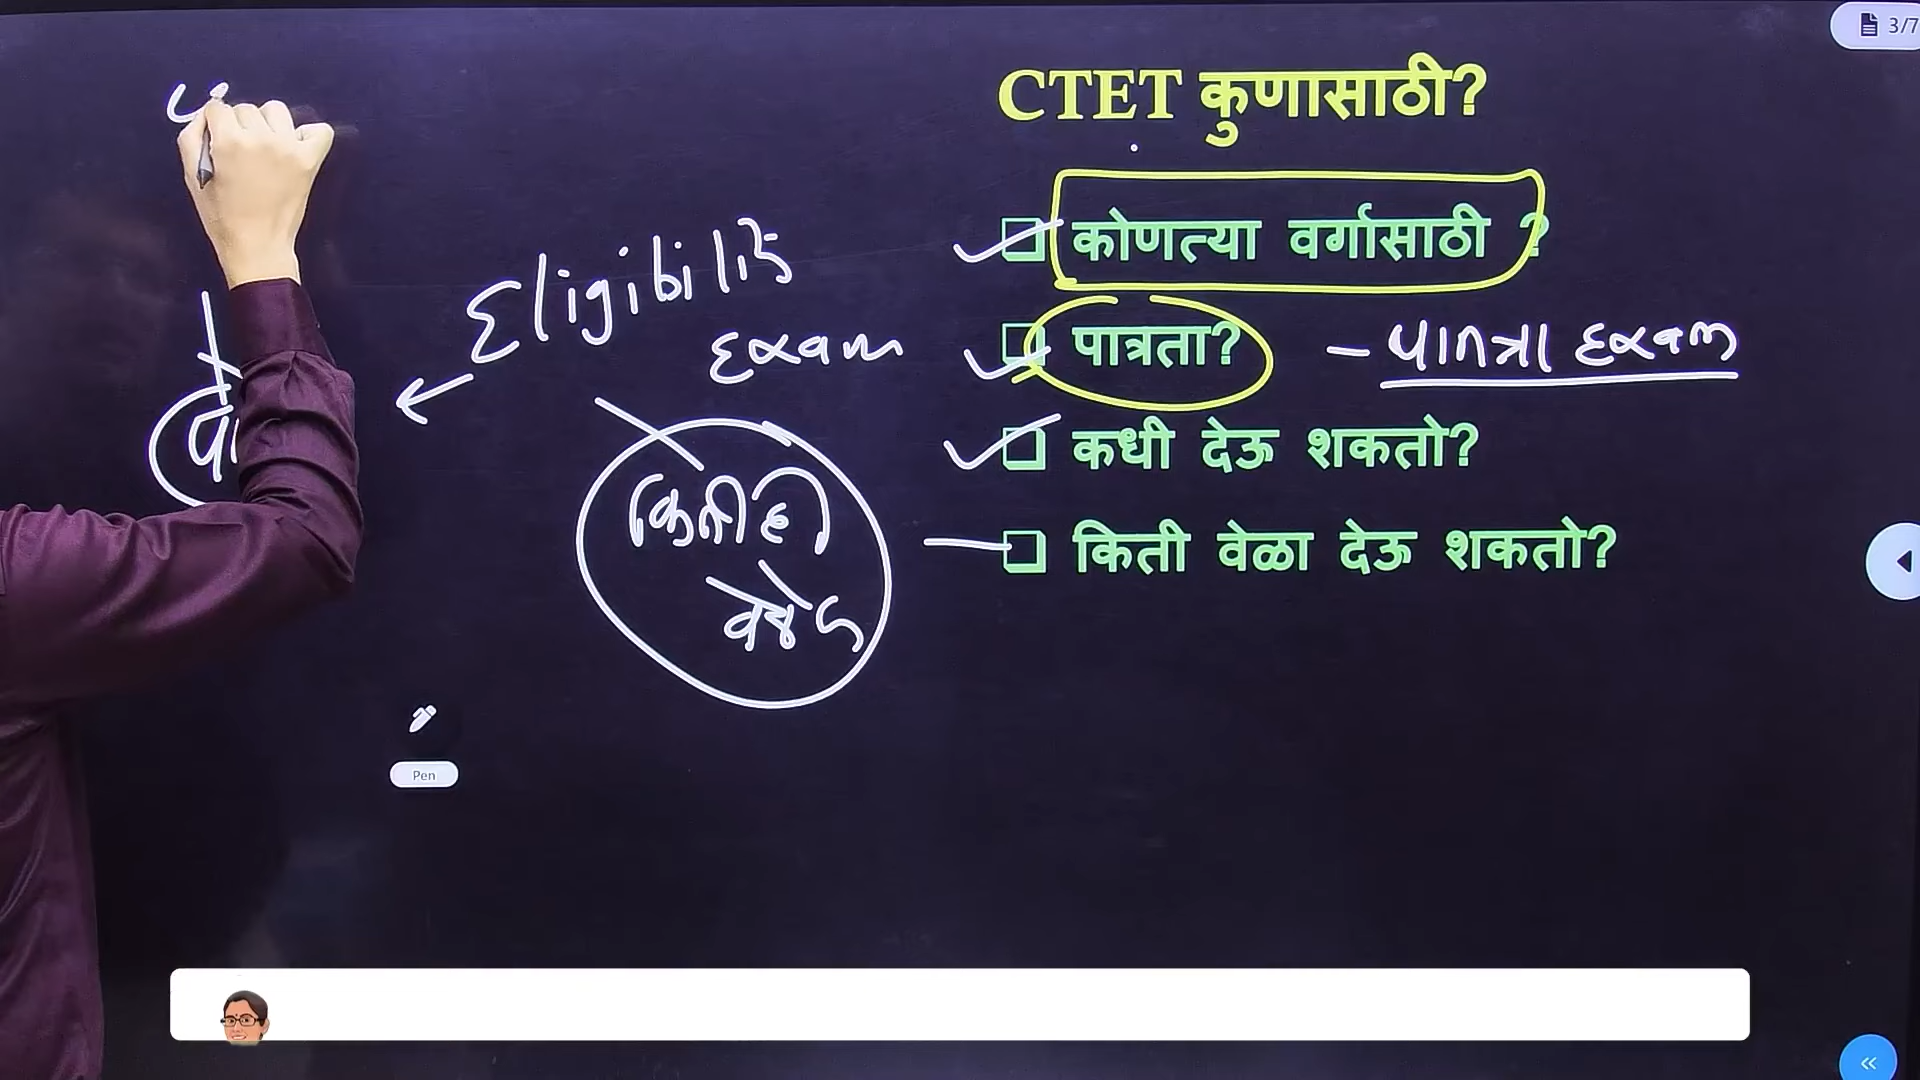 3/7
CTET कुणासाठी?
कोणत्या वर्गासाठी ?
पात्रता? – पात्रता Exam
कधी देऊ शकतो?
किती वेळा देऊ शकतो?
Eligibility
Exam
कितीही
Pen